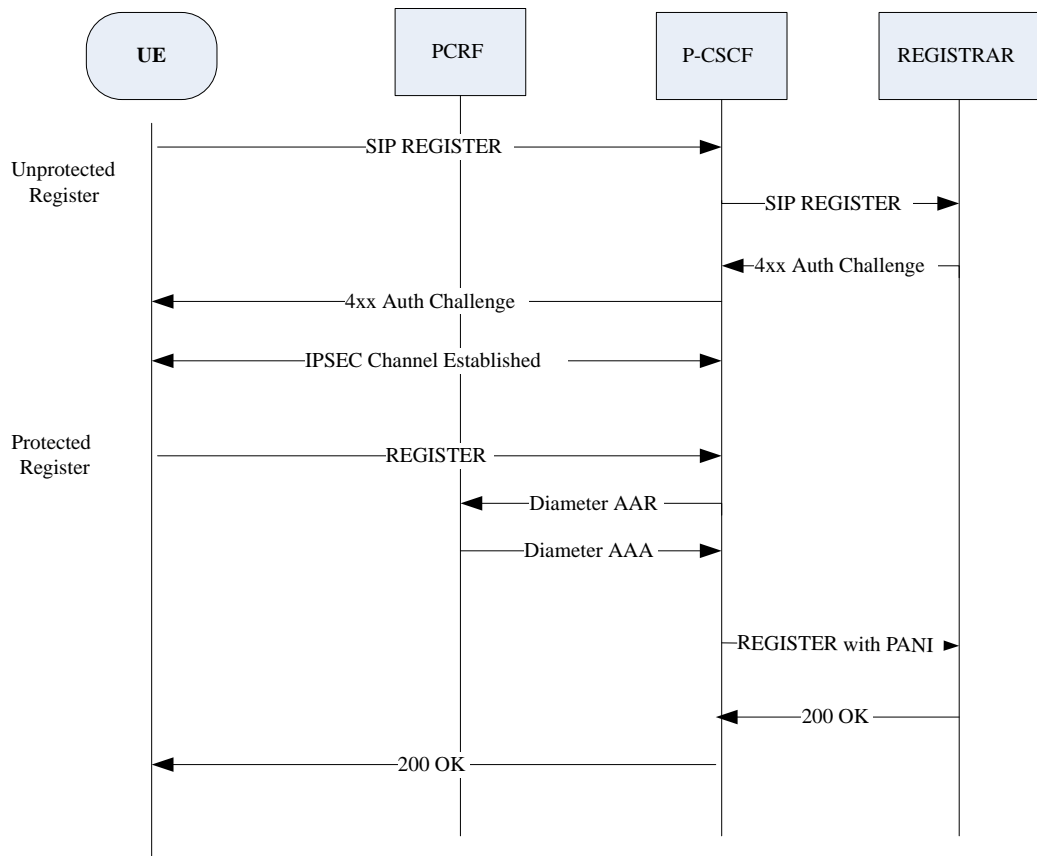 UE
PCRF
P-CSCF
REGISTRAR
SIP REGISTER
Unprotected
Register
SIP REGISTER
4xx Auth Challenge
4xx Auth Challenge
IPSEC Channel Established
Protected
Register
REGISTER
Diameter AAR
Diameter AAA
REGISTER with PANI
200 OK
200 OK